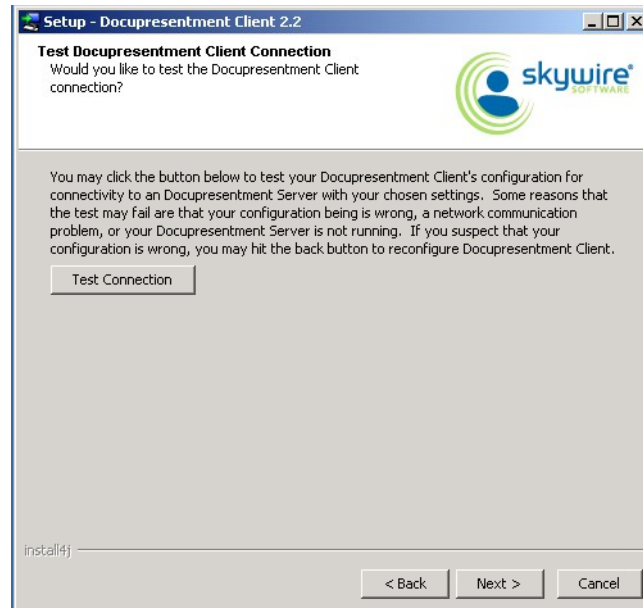 Setup - Docupresentment Client 2.2
Test Docupresentment Client Connection
Would you like to test the Docupresentment Client
connection?
skywire®
SOFTWARE
You may click the button below to test your Docupresentment Client's configuration for
connectivity to an Docupresentment Server with your chosen settings. Some reasons that
the test may fail are that your configuration being is wrong, a network communication
problem, or your Docupresentment Server is not running. If you suspect that your
configuration is wrong, you may hit the back button to reconfigure Docupresentment Client.
Test Connection
install4j
< Back
Next >
Cancel